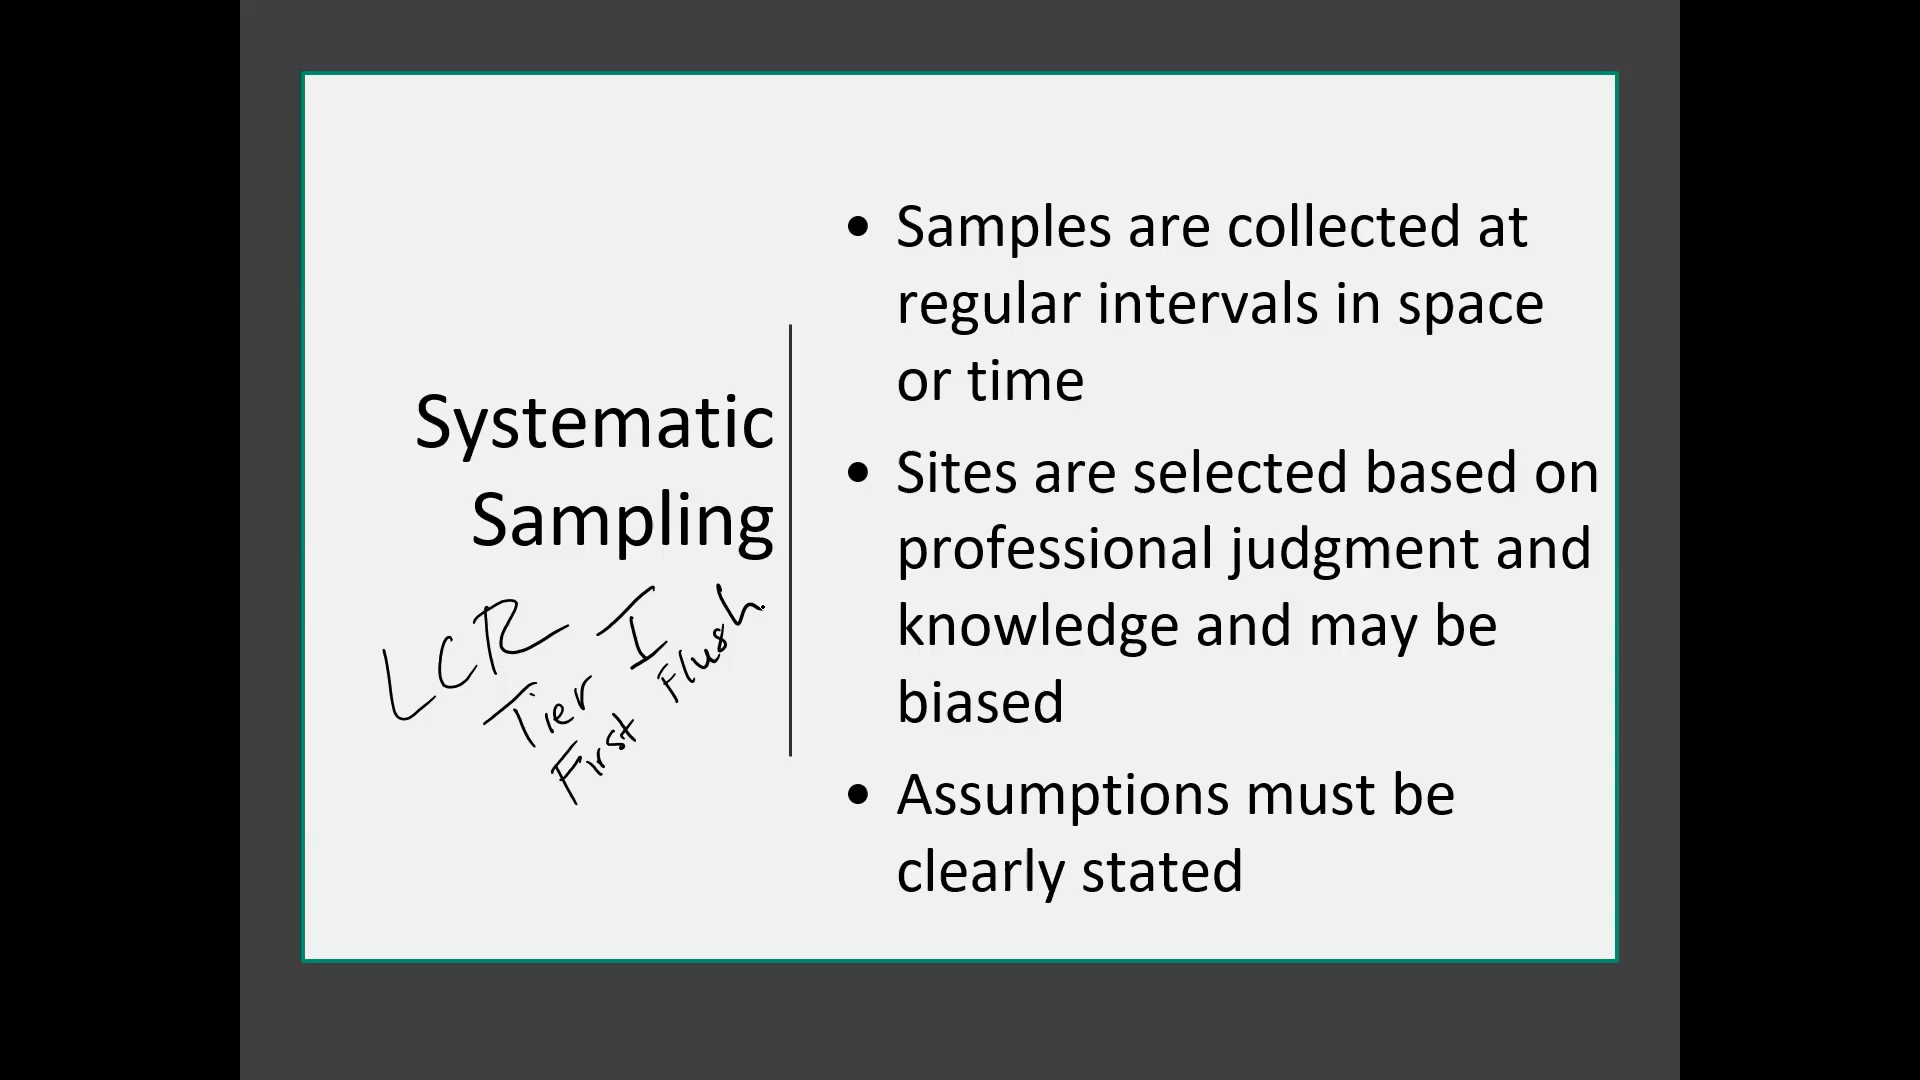 Systematic
Sampling
LCR
Tier I
First Flush
• Samples are collected at
regular intervals in space
or time
• Sites are selected based on
professional judgment and
knowledge and may be
biased
• Assumptions must be
clearly stated